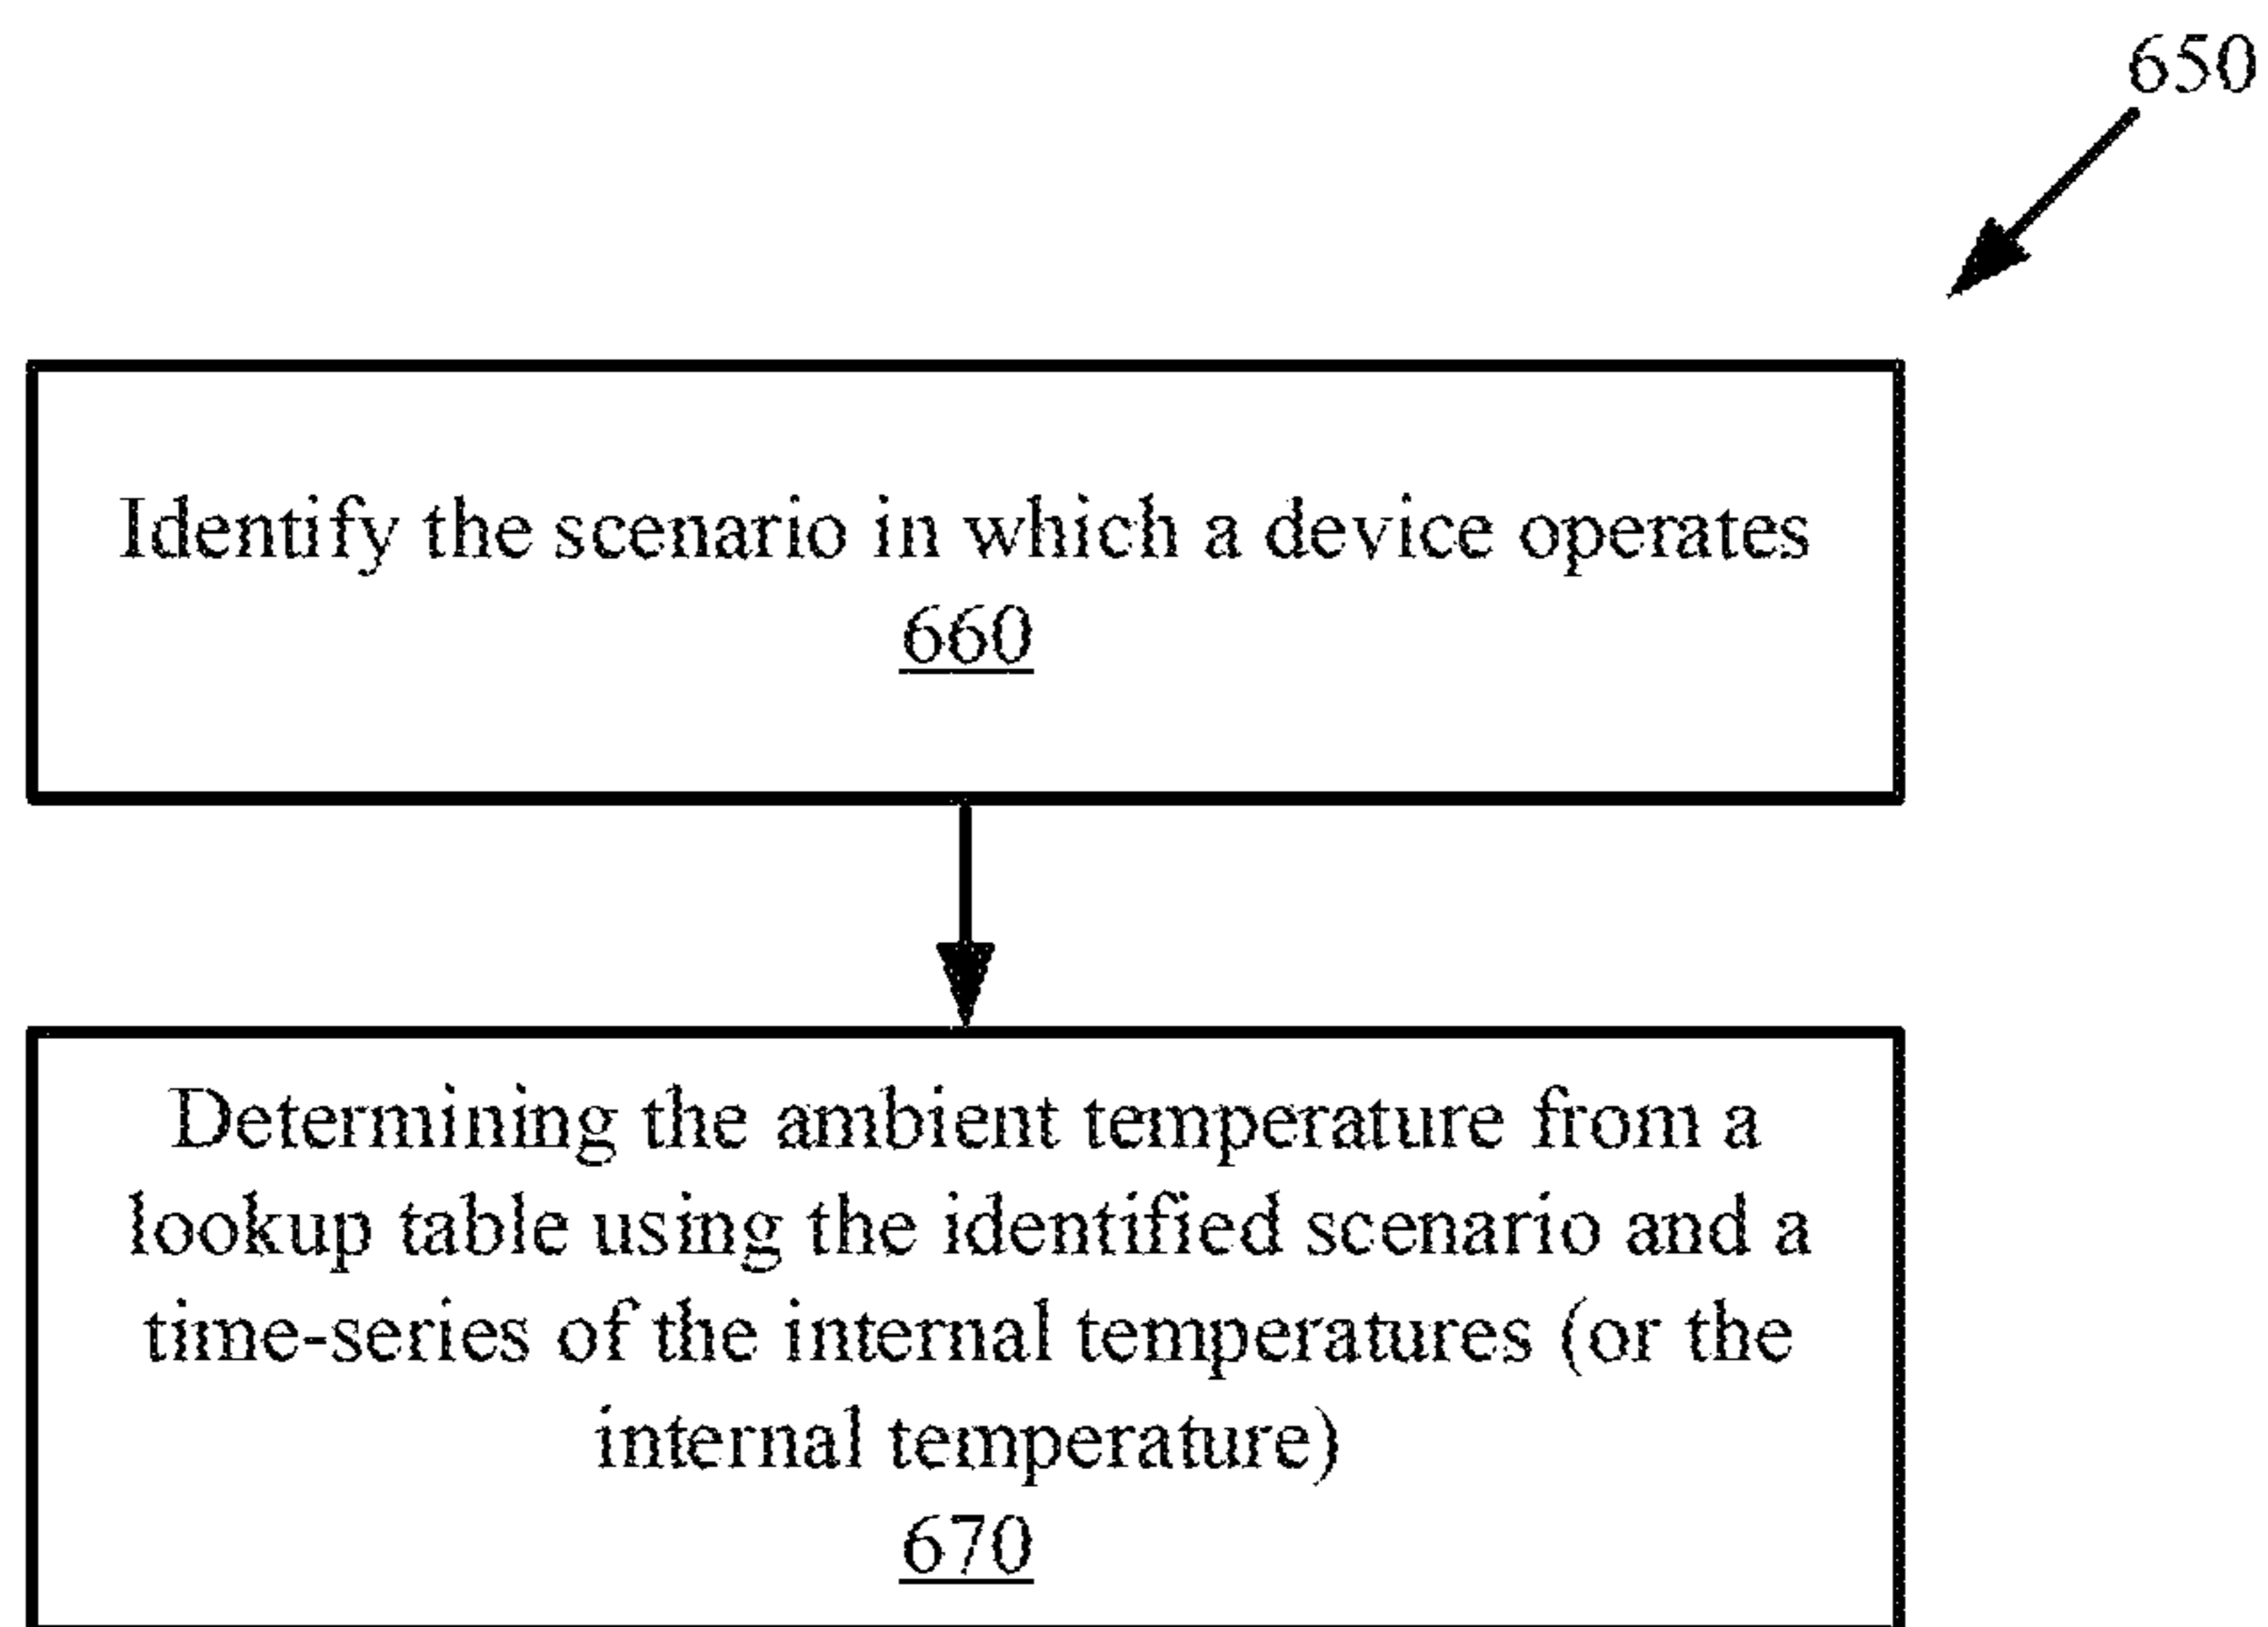 650
Identify the scenario in which a device operates
660
Determining the ambient temperature from a
lookup table using the identified scenario and a
time-series of the internal temperatures (or the
internal temperature)
670